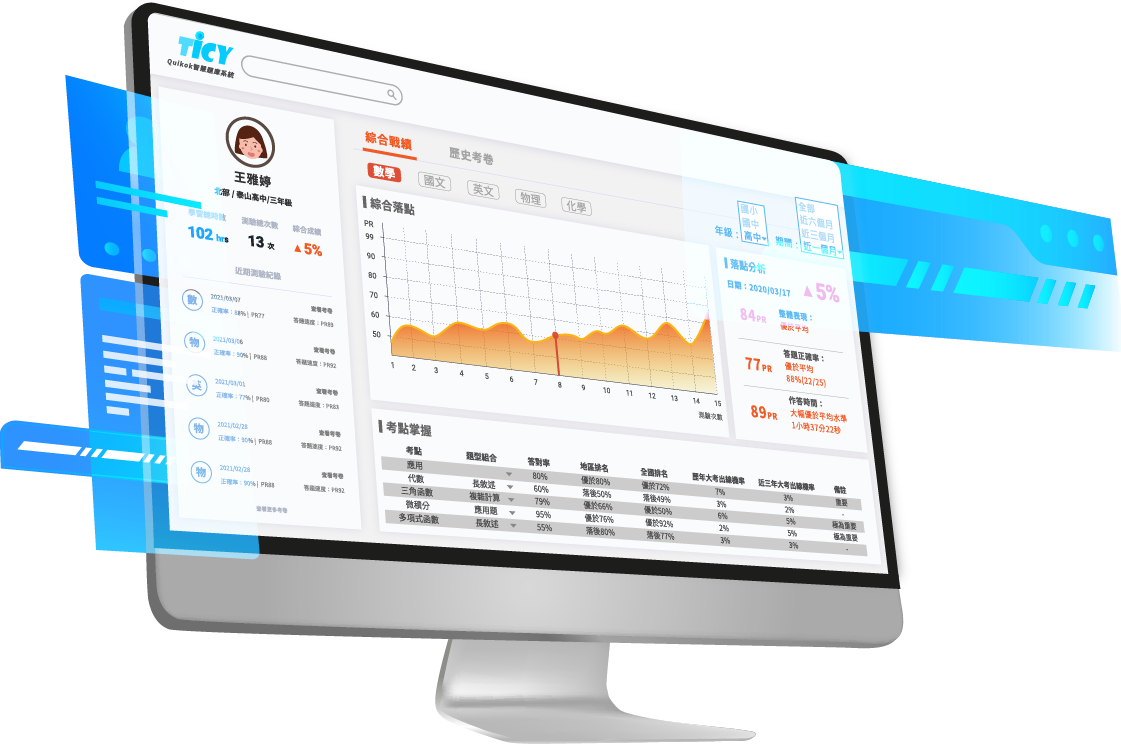 TiCY
Quikok智慧題庫系統
王雅婷
北部 / 泰山高中/三年級
學習總時數
測驗總次數
綜合成績
102 hrs
13 次
▲5%
近期測驗紀錄
數
2021/03/07
正確率：88%| PR77
查看考卷
答題速度：PR89
物
2021/03/06
正確率：90%| PR88
查看考卷
答題速度：PR92
英
2021/03/01
正確率：77%| PR80
查看考卷
答題速度：PR83
物
2021/02/28
正確率：90%| PR88
查看考卷
答題速度：PR92
物
2021/02/28
正確率：90%| PR88
查看考卷
答題速度：PR92
查看更多考卷
綜合戰績
歷史考卷
數學
國文
英文
物理
化學
國小
國中
年級：
高中
全部
近六個月
近三個月
期間：
近一個月
綜合落點
PR
99
90
80
70
60
50
1 2 3 4 5 6 7 8 9 10 11 12 13 14 15
測驗次數
落點分析
日期：2020/03/17
▲5%
84PR
整體表現：
優於平均
77PR
答題正確率：
優於平均
88%(22/25)
89PR
作答時間：
大幅優於平均水準
1小時37分22秒
考點掌握
考點 題型組合 答對率 地區排名 全國排名 歷年大考出線機率 近三年大考出線機率 備註
應用 80% 優於80% 優於72% 7% 3% 重要
代數 長敘述 60% 落後50% 落後49% 3% 2% -
三角函數 複雜計算 79% 優於66% 優於50% 6% 5% 極為重要
微積分 應用題 95% 優於76% 優於92% 2% 5% 極為重要
多項式函數 長敘述 55% 落後80% 落後77% 3% 3% -